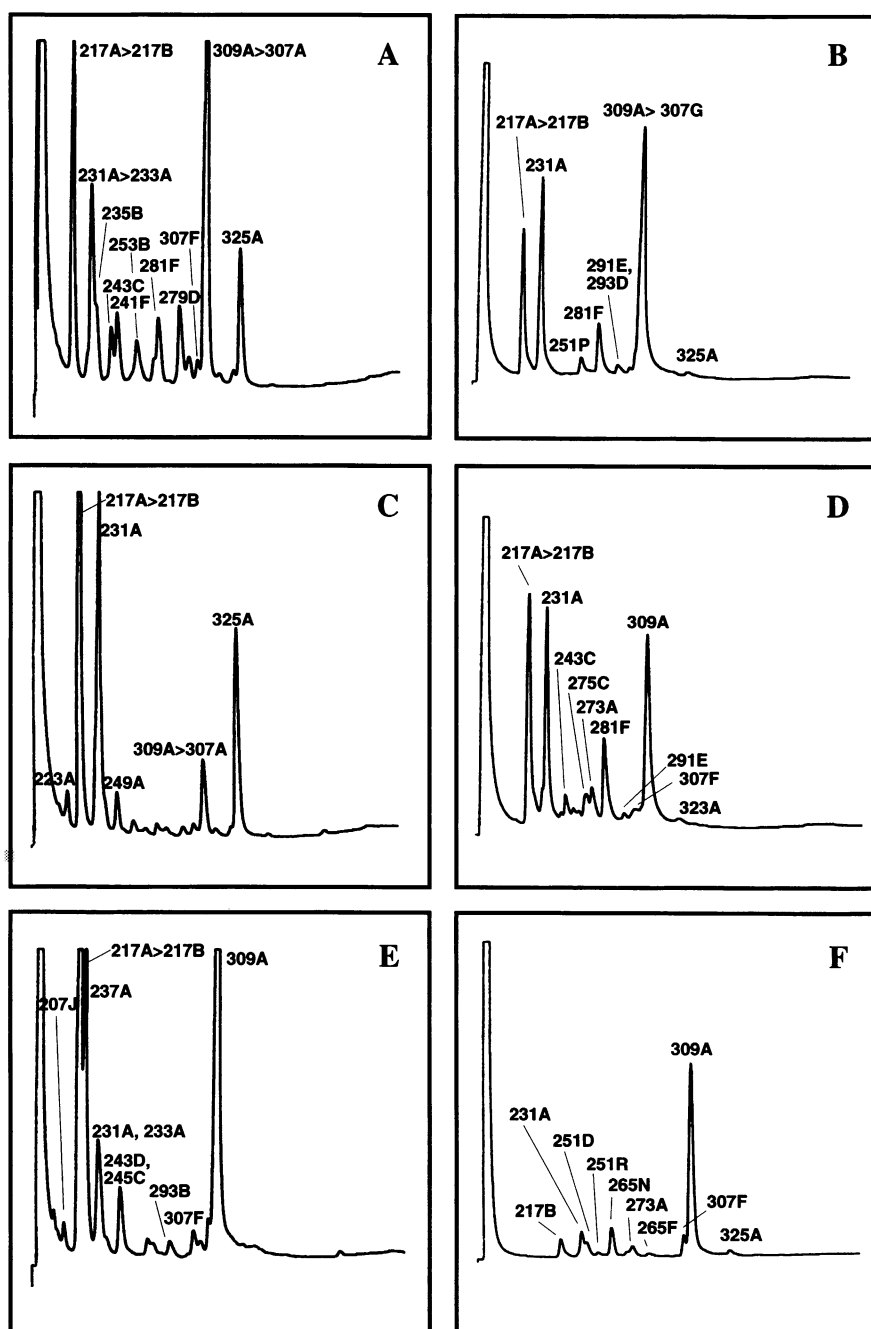 217A>217B
309A>307A
A
231A>233A
235B
253B
307F
325A
243C
281F
241F
279D
B
309A> 307G
217A>217B
231A
291E,
293D
281F
251P
325A
C
217A>217B
231A
325A
309A>307A
223A
249A
D
217A>217B
231A
309A
243C
275C
273A
281F
291E
307F
323A
E
217A>217B
309A
237A
207J
231A, 233A
243D,
245C
293B
307F
F
309A
231A
251D
251R
265N
217B
273A
307F
265F
325A